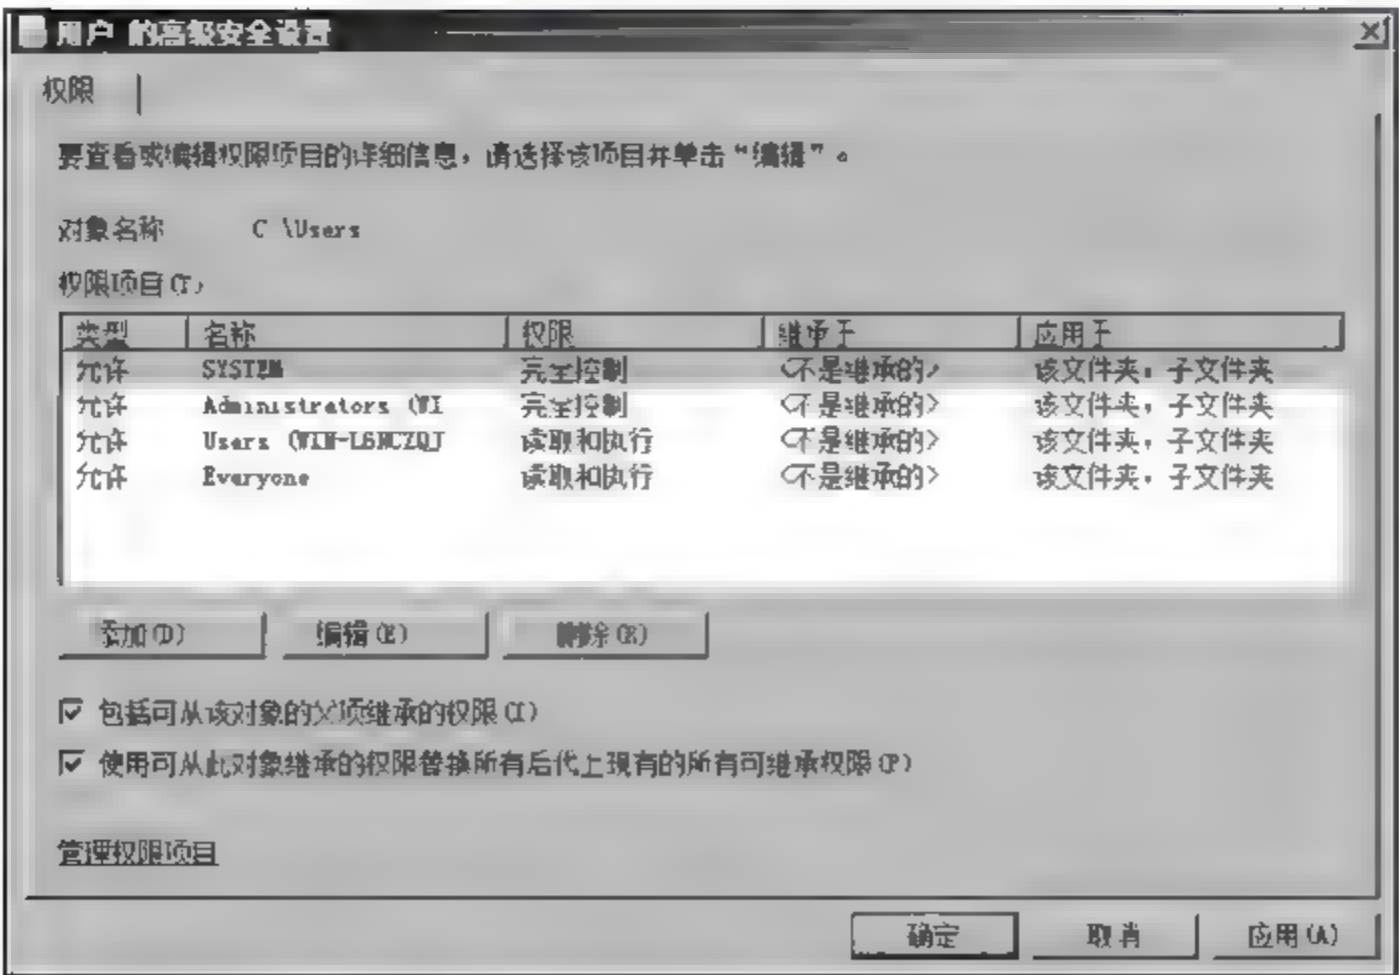 用户 的高级安全设置
权限
要查看或编辑权限项目的详细信息，请选择该项目并单击“编辑”。
对象名称 C \Users
权限项目(T)
类型 名称 权限 继承于 应用于
允许 SYSTEM 完全控制 <不是继承的> 该文件夹，子文件夹
允许 Administrators (WI 完全控制 <不是继承的> 该文件夹，子文件夹
允许 Users 读取和执行 <不是继承的> 该文件夹，子文件夹
允许 Everyone 读取和执行 <不是继承的> 该文件夹，子文件夹
添加(D) 编辑(E) 删除(R)
包括可从该对象的父项继承的权限(I)
使用可从此对象继承的权限替换所有后代上现有的所有可继承权限(P)
管理权限项目
确定 取消 应用(A)